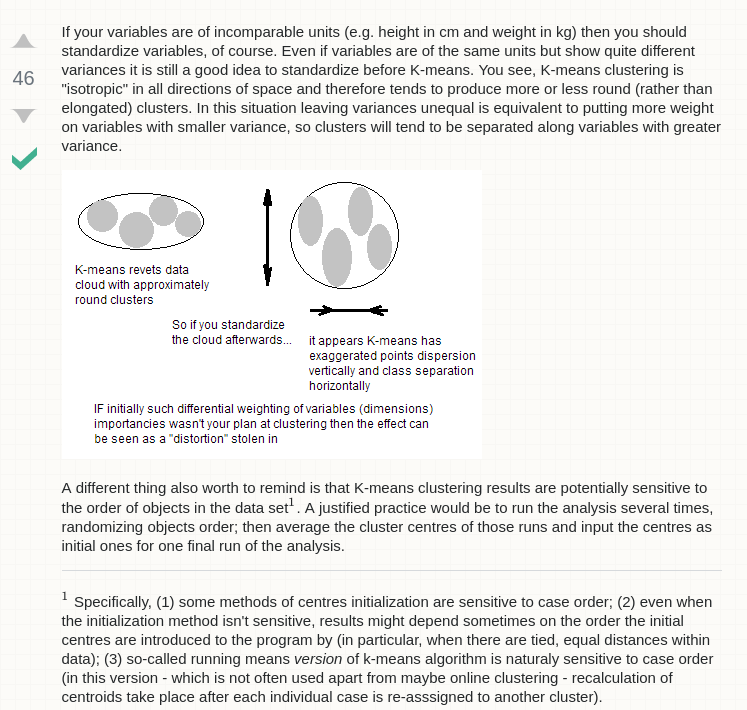 If your variables are of incomparable units (e.g. height in cm and weight in kg) then you should
standardize variables, of course. Even if variables are of the same units but show quite different
variances it is still a good idea to standardize before K-means. You see, K-means clustering is
46
"isotropic" in all directions of space and therefore tends to produce more or less round (rather than
elongated) clusters. In this situation leaving variances unequal is equivalent to putting more weight
on variables with smaller variance, so clusters will tend to be separated along variables with greater
variance.
K-means revets data
cloud with approximately
round clusters
So if you standardize
the cloud afterwards...
it appears K-means has
exaggerated points dispersion
vertically and class separation
horizontally
IF initially such differential weighting of variables (dimensions)
importancies wasn't your plan at clustering then the effect can
be seen as a "distortion" stolen in
A different thing also worth to remind is that K-means clustering results are potentially sensitive to
the order of objects in the data set1. A justified practice would be to run the analysis several times,
randomizing objects order; then average the cluster centres of those runs and input the centres as
initial ones for one final run of the analysis.
1 Specifically, (1) some methods of centres initialization are sensitive to case order; (2) even when
the initialization method isn't sensitive, results might depend sometimes on the order the initial
centres are introduced to the program by (in particular, when there are tied, equal distances within
data); (3) so-called running means version of k-means algorithm is naturaly sensitive to case order
(in this version - which is not often used apart from maybe online clustering - recalculation of
centroids take place after each individual case is re-asssigned to another cluster).